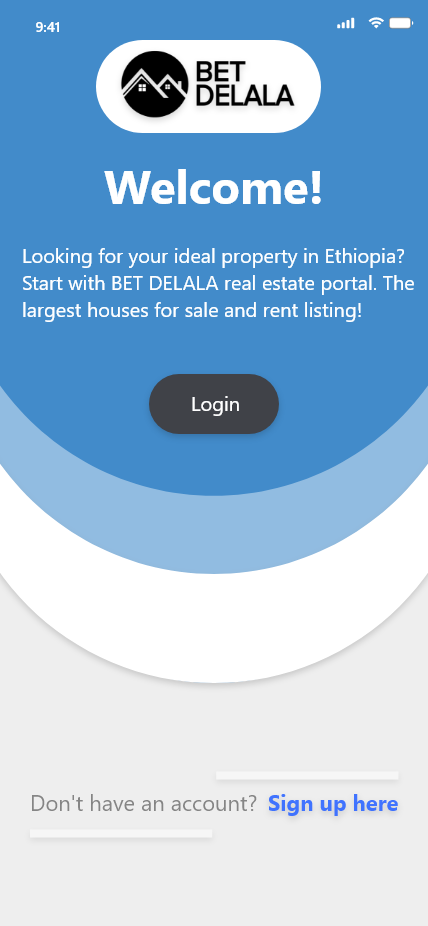 9:41
BET
DELALA
Welcome!
Looking for your ideal property in Ethiopia?
Start with BET DELALA real estate portal. The
largest houses for sale and rent listing!
Login
Don't have an account? Sign up here